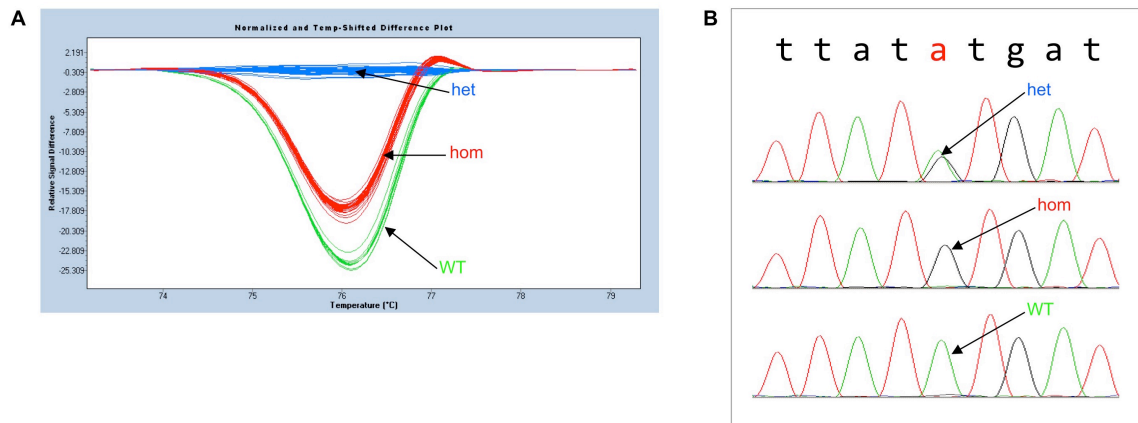 A
Normalized and Temp-Shifted Difference Plot
Relative Signal Difference
2.191
-0.309
-2.809
-5.309
-7.809
-10.309
-12.809
-15.309
-17.809
-20.309
-22.809
-25.309
het
hom
WT
74
75
76
77
78
79
Temperature (°C)
B
t t a t a t g a t
het
hom
WT